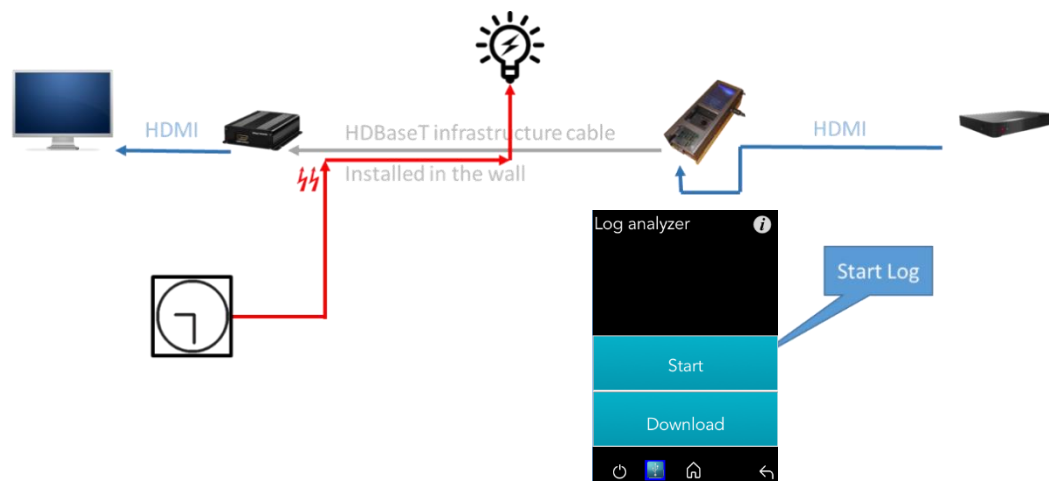 HDMI
HDBaseT infrastructure cable
Installed in the wall
HDMI
Log analyzer
i
Start Log
Start
Download